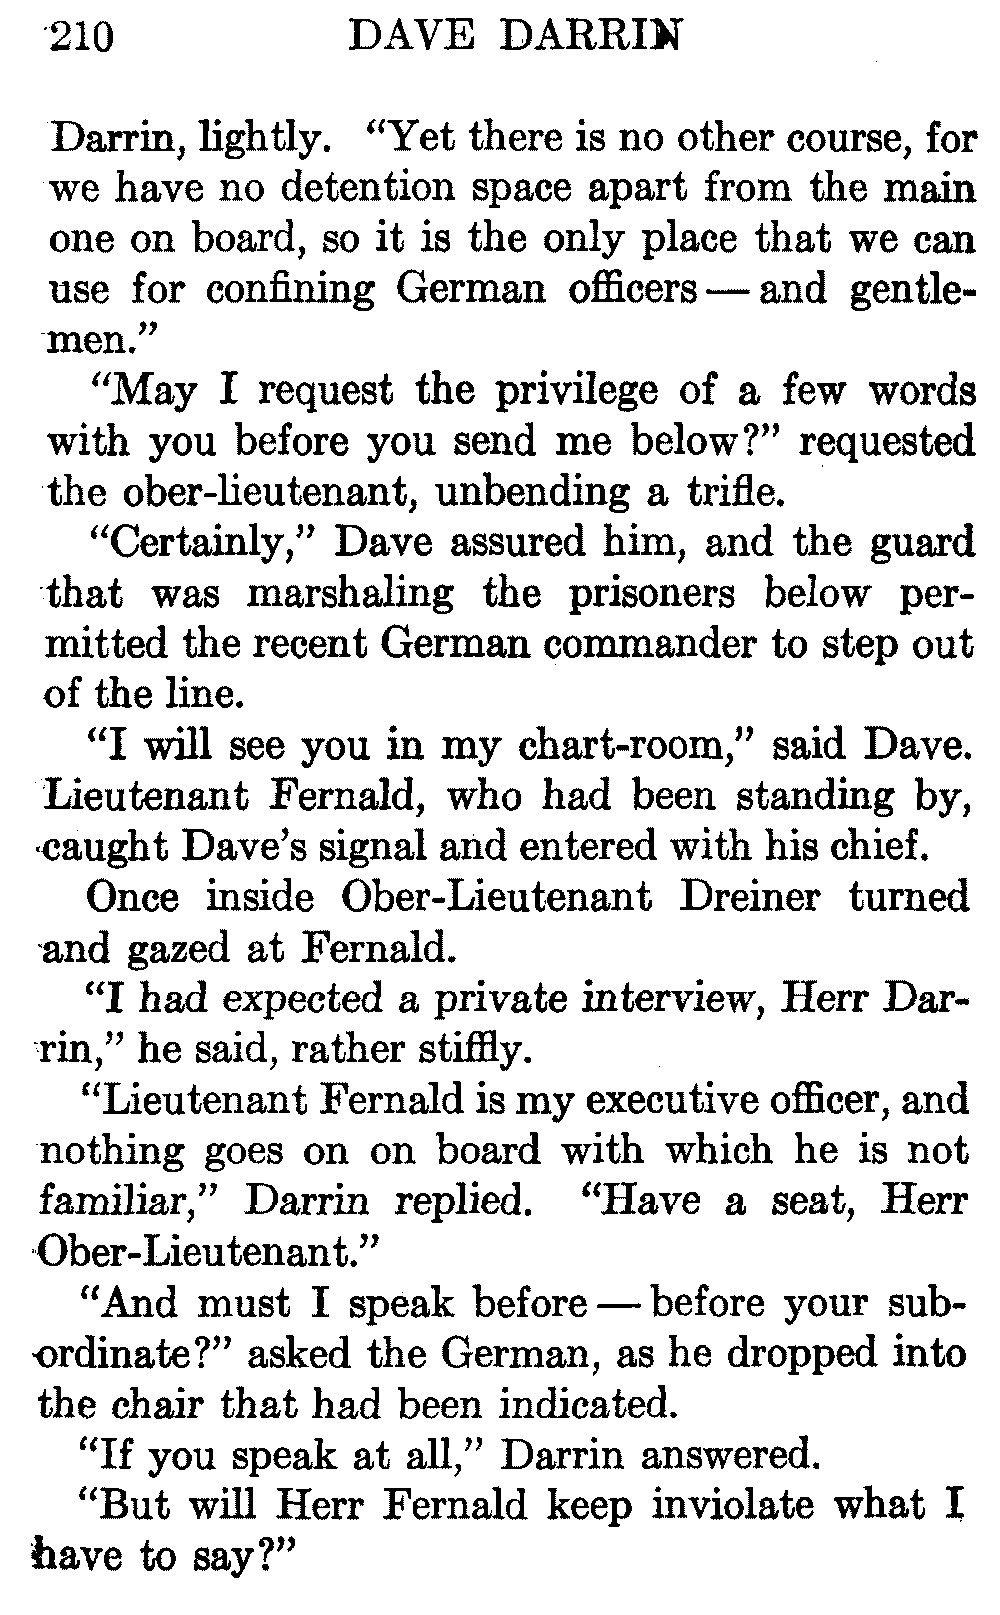 210 DAVE DARRIN
Darrin, lightly. “Yet there is no other course, for
we have no detention space apart from the main
one on board, so it is the only place that we can
use for confining German officers — and gentle-
men.”
“May I request the privilege of a few words
with you before you send me below?” requested
the ober-lieutenant, unbending a trifle.
“Certainly,” Dave assured him, and the guard
that was marshaling the prisoners below per-
mitted the recent German commander to step out
of the line.
“I will see you in my chart-room,” said Dave.
Lieutenant Fernald, who had been standing by,
caught Dave’s signal and entered with his chief.
Once inside Ober-Lieutenant Dreiner turned
and gazed at Fernald.
“I had expected a private interview, Herr Dar-
rin,” he said, rather stiffly.
“Lieutenant Fernald is my executive officer, and
nothing goes on on board with which he is not
familiar,” Darrin replied. “Have a seat, Herr
Ober-Lieutenant.”
“And must I speak before — before your sub-
ordinate?” asked the German, as he dropped into
the chair that had been indicated.
“If you speak at all,” Darrin answered.
“But will Herr Fernald keep inviolate what I
have to say?”